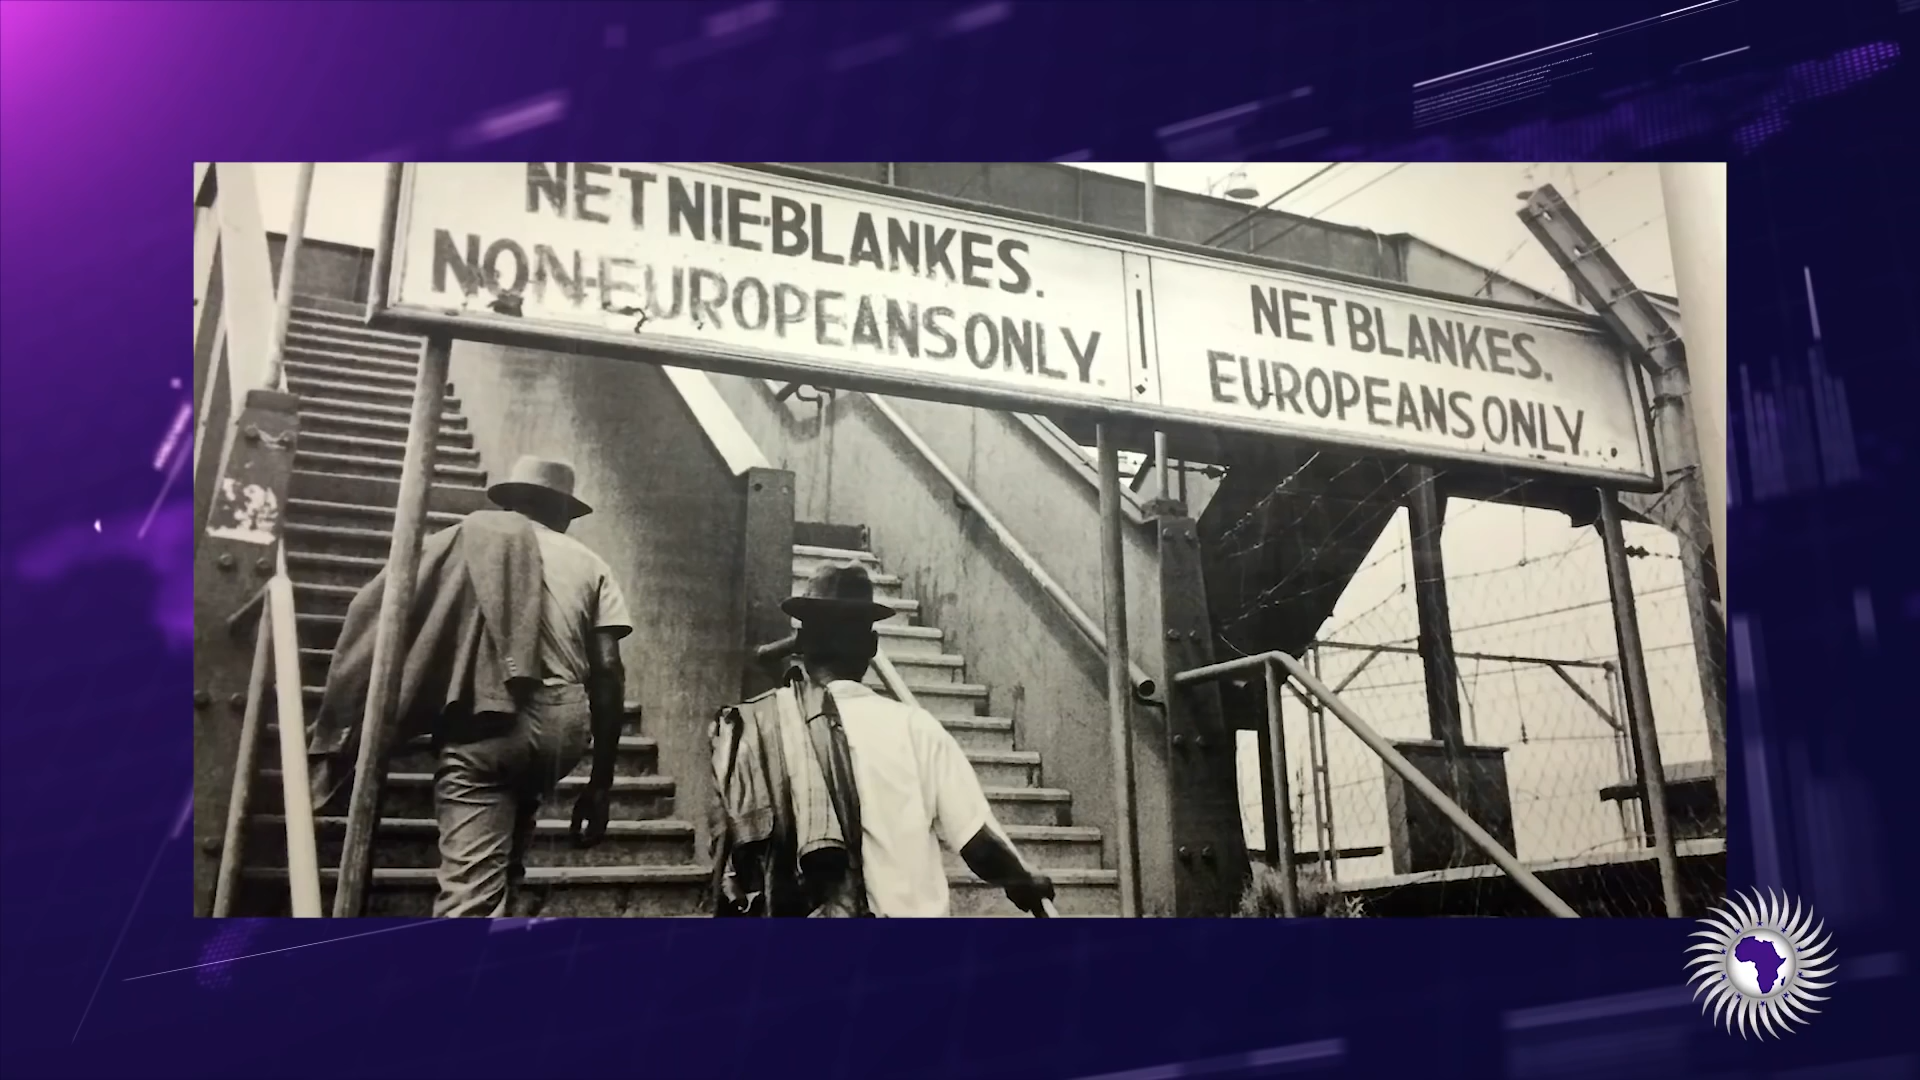 NET NIE-BLANKES.
NON-EUROPEANS ONLY.
NET BLANKES.
EUROPEANS ONLY.